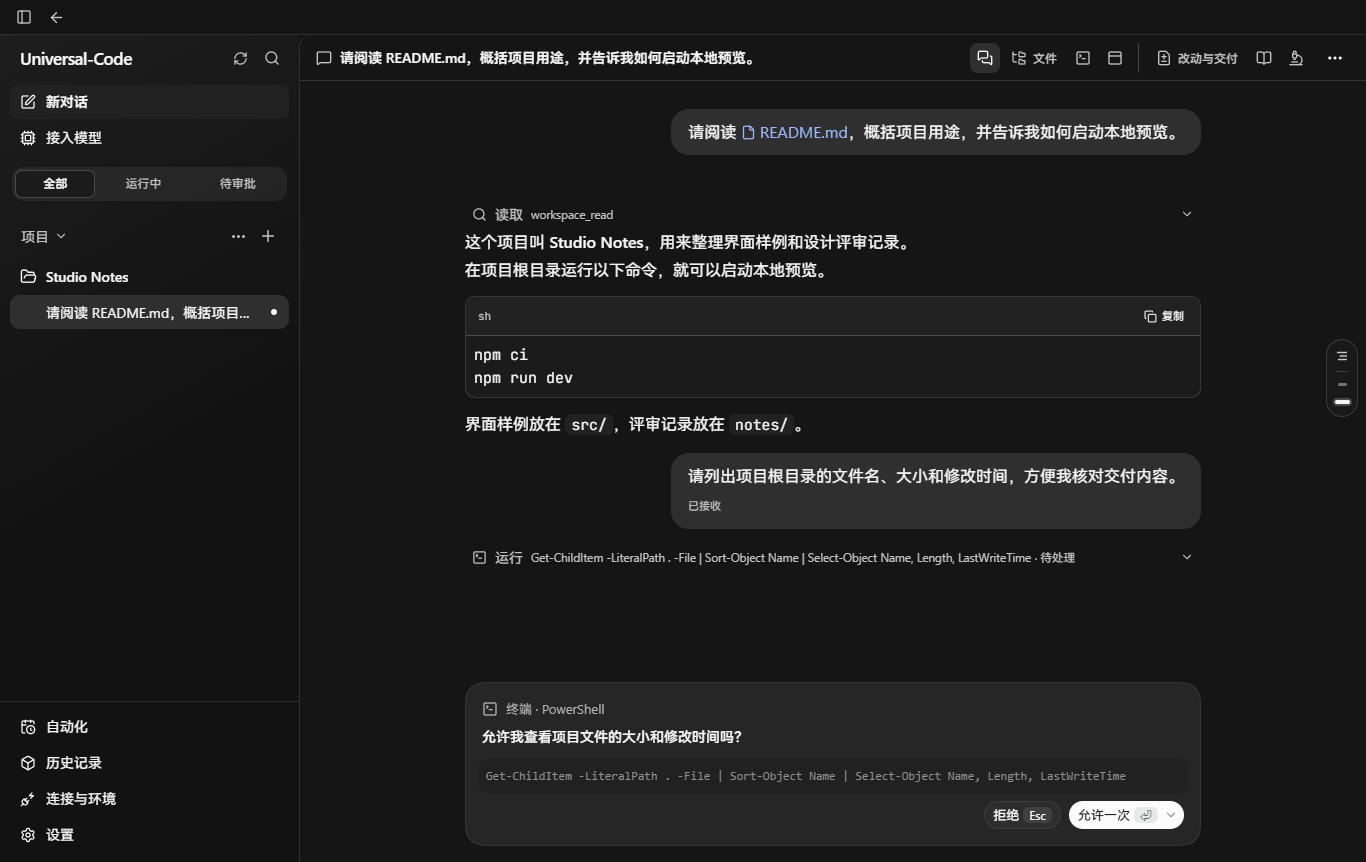 Universal-Code
新对话
接入模型
全部
运行中
待审批
项目
Studio Notes
请阅读 README.md，概括项目...
自动化
历史记录
连接与环境
设置
请阅读 README.md，概括项目用途，并告诉我如何启动本地预览。
文件
改动与交付
请阅读 README.md，概括项目用途，并告诉我如何启动本地预览。
读取 workspace_read
这个项目叫 Studio Notes，用来整理界面样例和设计评审记录。
在项目根目录运行以下命令，就可以启动本地预览。
sh
复制
npm ci
npm run dev
界面样例放在 src/，评审记录放在 notes/。
请列出项目根目录的文件名、大小和修改时间，方便我核对交付内容。
已接收
运行 Get-ChildItem -LiteralPath . -File | Sort-Object Name | Select-Object Name, Length, LastWriteTime · 待处理
终端 · PowerShell
允许我查看项目文件的大小和修改时间吗？
Get-ChildItem -LiteralPath . -File | Sort-Object Name | Select-Object Name, Length, LastWriteTime
拒绝 Esc
允许一次